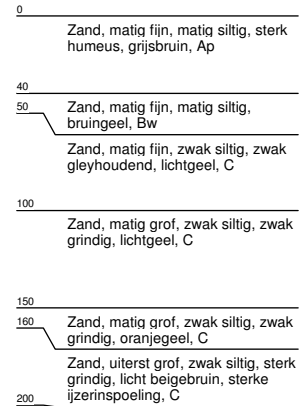 0
Zand, matig fijn, matig siltig, sterk
humeus, grijsbruin, Ap
40
50
Zand, matig fijn, matig siltig,
bruingeel, Bw
Zand, matig fijn, zwak siltig, zwak
gleyhoudend, lichtgeel, C
100
Zand, matig grof, zwak siltig, zwak
grindig, lichtgeel, C
150
160
Zand, matig grof, zwak siltig, zwak
grindig, oranjegeel, C
Zand, uiterst grof, zwak siltig, sterk
grindig, licht beigebruin, sterke
ijzerinspoeling, C
200